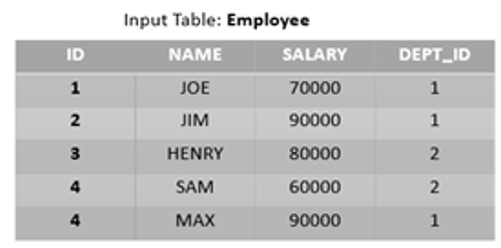 Input Table: Employee
ID NAME SALARY DEPT_ID
1 JOE 70000 1
2 JIM 90000 1
3 HENRY 80000 2
4 SAM 60000 2
4 MAX 90000 1